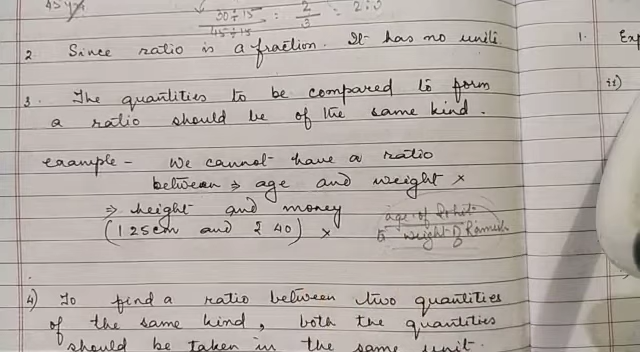 45 yr
30÷15 : 2 : 2:3
45÷15 3
2. Since ratio is a fraction. It has no units.
3. The quantities to be compared to form
a ratio should be of the same kind.
example - We cannot have a ratio
between ⇒ age and weight ×
⇒ height and money
(125cm and ₹ 40) ×
age of Rohit
weight of Ramesh
4) To find a ratio between two quantities
of the same kind, both the quantities
should be taken in the same unit.
1. Exp
ii)